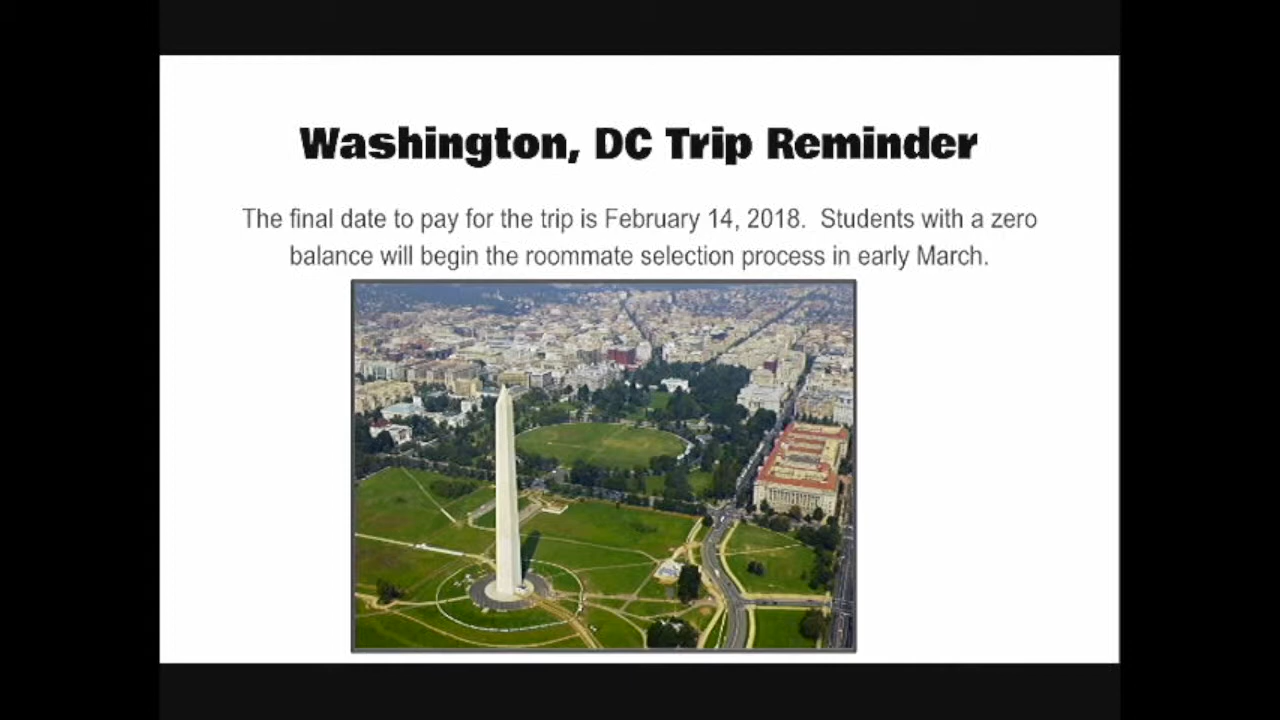 Washington, DC Trip Reminder
The final date to pay for the trip is February 14, 2018.  Students with a zero
balance will begin the roommate selection process in early March.